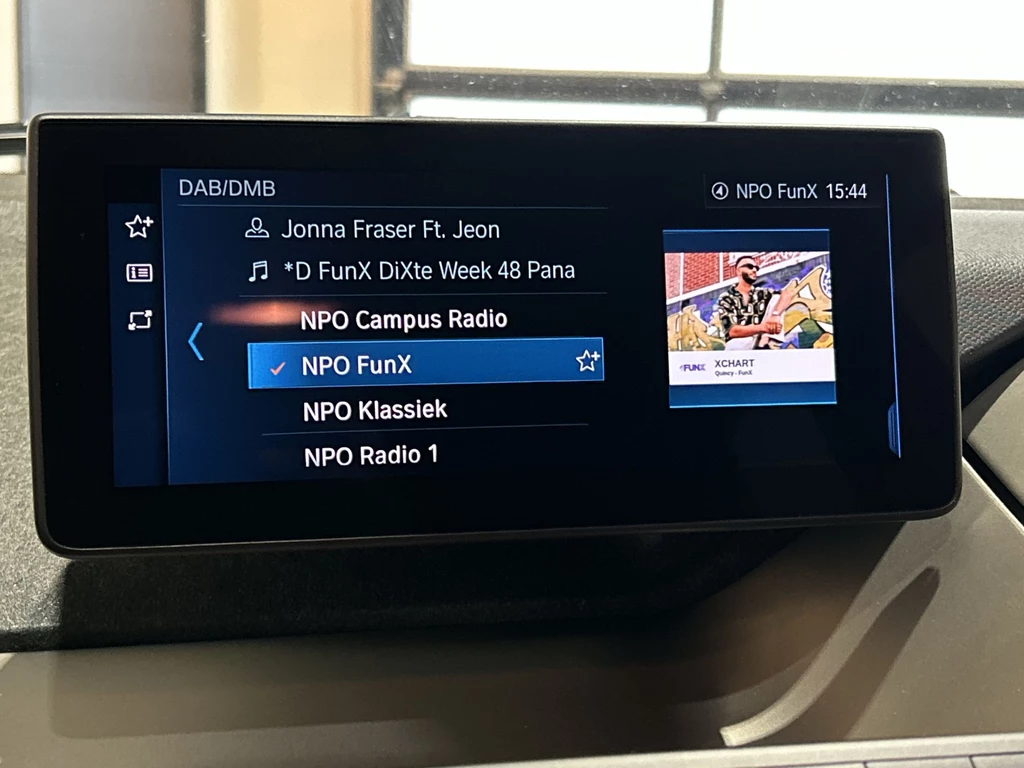 DAB/DMB
④ NPO FunX 15:44
Jonna Fraser Ft. Jeon
*D FunX DiXte Week 48 Pana
NPO Campus Radio
NPO FunX
NPO Klassiek
NPO Radio 1
FUNX
XCHART
Quincy - FunX